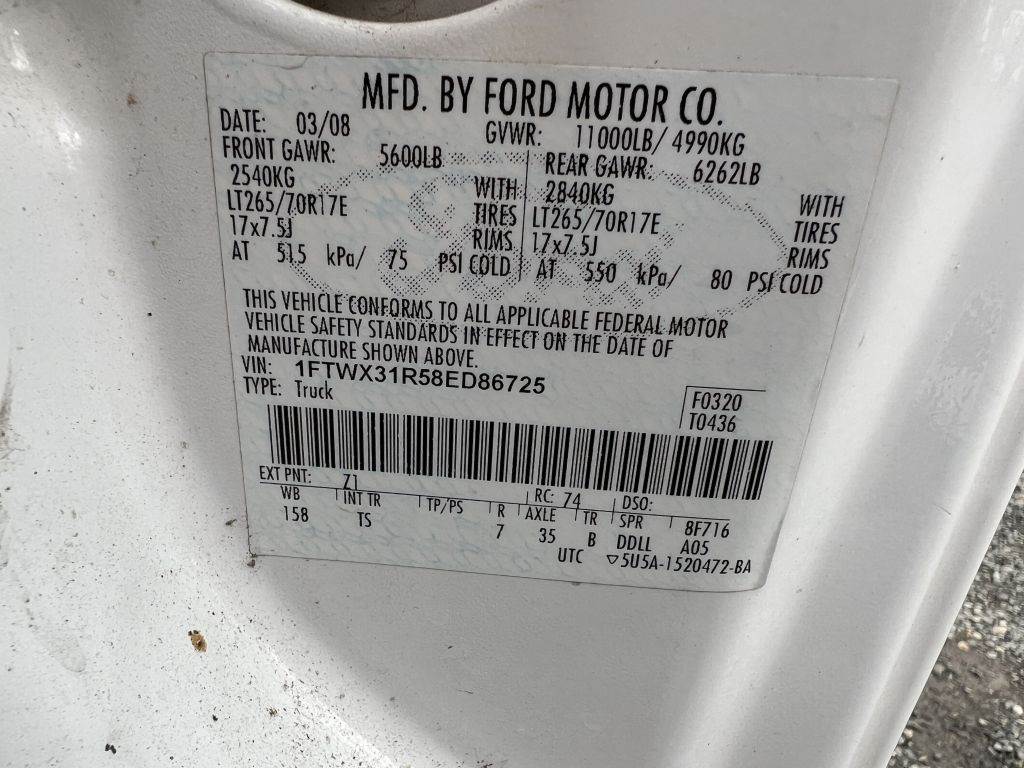 MFD. BY FORD MOTOR CO.
DATE: 03/08 GVWR: 11000LB/ 4990KG
FRONT GAWR: 5600LB REAR GAWR: 6262LB
2540KG WITH 2840KG WITH
LT265/70R17E TIRES LT265/70R17E TIRES
17x7.5J RIMS 17x7.5J RIMS
AT 515 kPa/ 75 PSI COLD AT 550 kPa/ 80 PSI COLD
THIS VEHICLE CONFORMS TO ALL APPLICABLE FEDERAL MOTOR
VEHICLE SAFETY STANDARDS IN EFFECT ON THE DATE OF
MANUFACTURE SHOWN ABOVE.
VIN: 1FTWX31R58ED86725
TYPE: Truck
F0320
T0436
EXT PNT: Z1 RC: 74 DSO:
WB INT TR TP/PS R AXLE TR SPR 8F716
158 TS 7 35 B DDLL A05
UTC ▽5U5A-1520472-BA